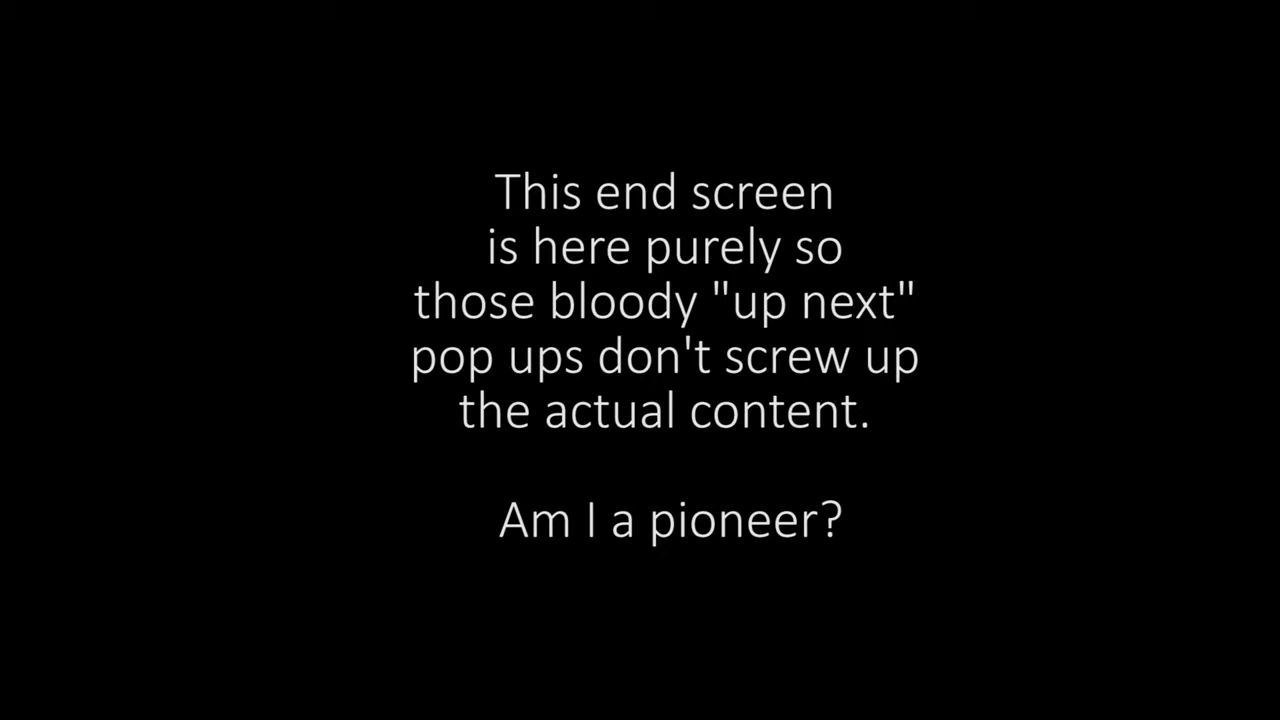 This end screen
is here purely so
those bloody "up next"
pop ups don't screw up
the actual content.
Am I a pioneer?